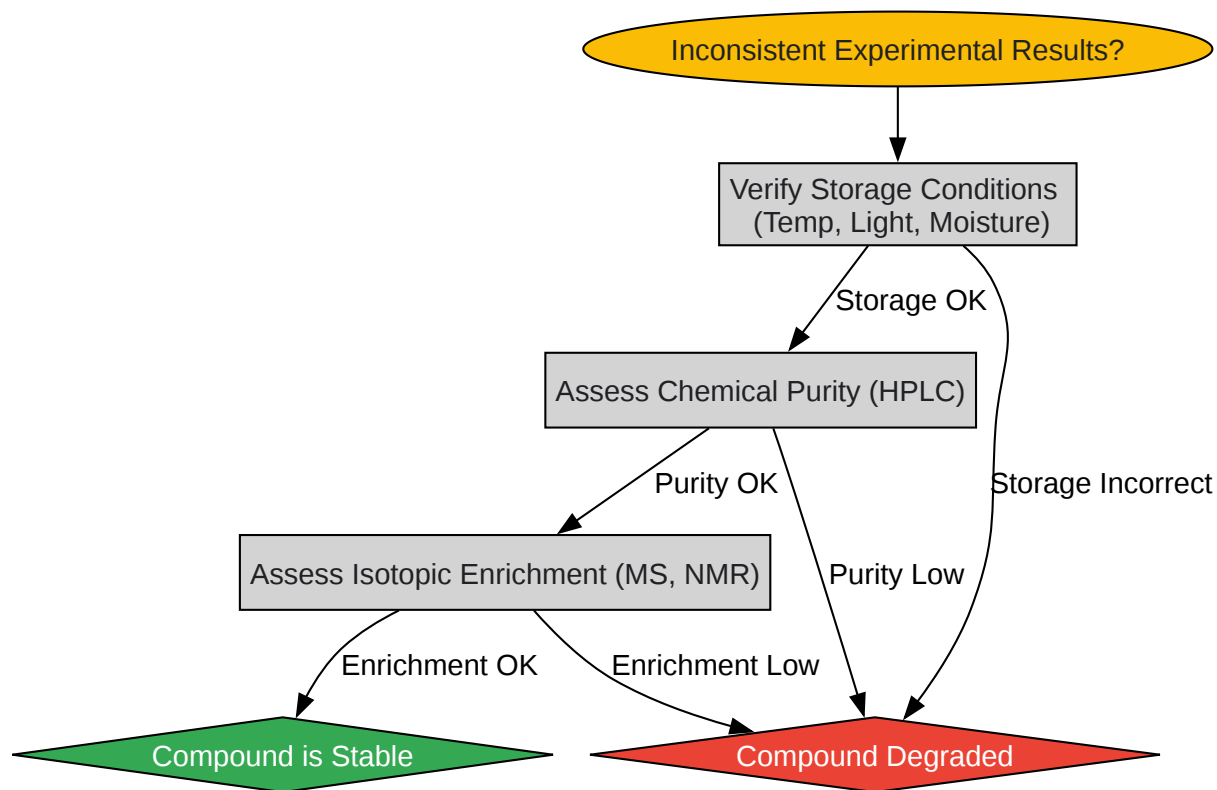 Inconsistent Experimental Results?
Verify Storage Conditions
(Temp, Light, Moisture)
Storage OK
Assess Chemical Purity (HPLC)
Purity OK
Storage Incorrect
Assess Isotopic Enrichment (MS, NMR)
Purity Low
Enrichment OK
Enrichment Low
Compound is Stable
Compound Degraded